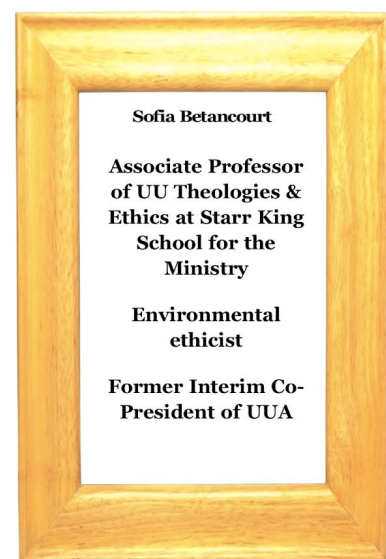 Sofia Betancourt
Associate Professor
of UU Theologies &
Ethics at Starr King
School for the
Ministry
Environmental
ethicist
Former Interim Co-
President of UUA